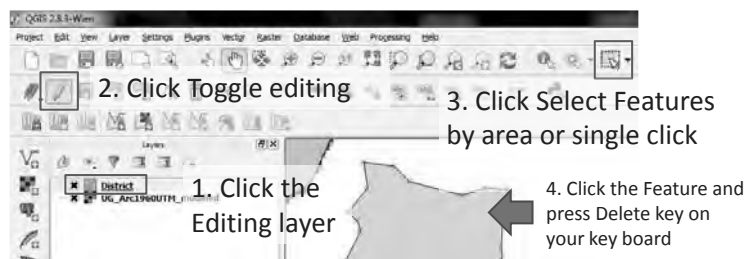 QGIS 2.8.3-Wien
Project Edit View Layer Settings Plugins Vector Raster Database Web Processing Help
2. Click Toggle editing
3. Click Select Features
by area or single click
Layers
District
UG_Arc1960UTM_
1. Click the
Editing layer
4. Click the Feature and
press Delete key on
your key board